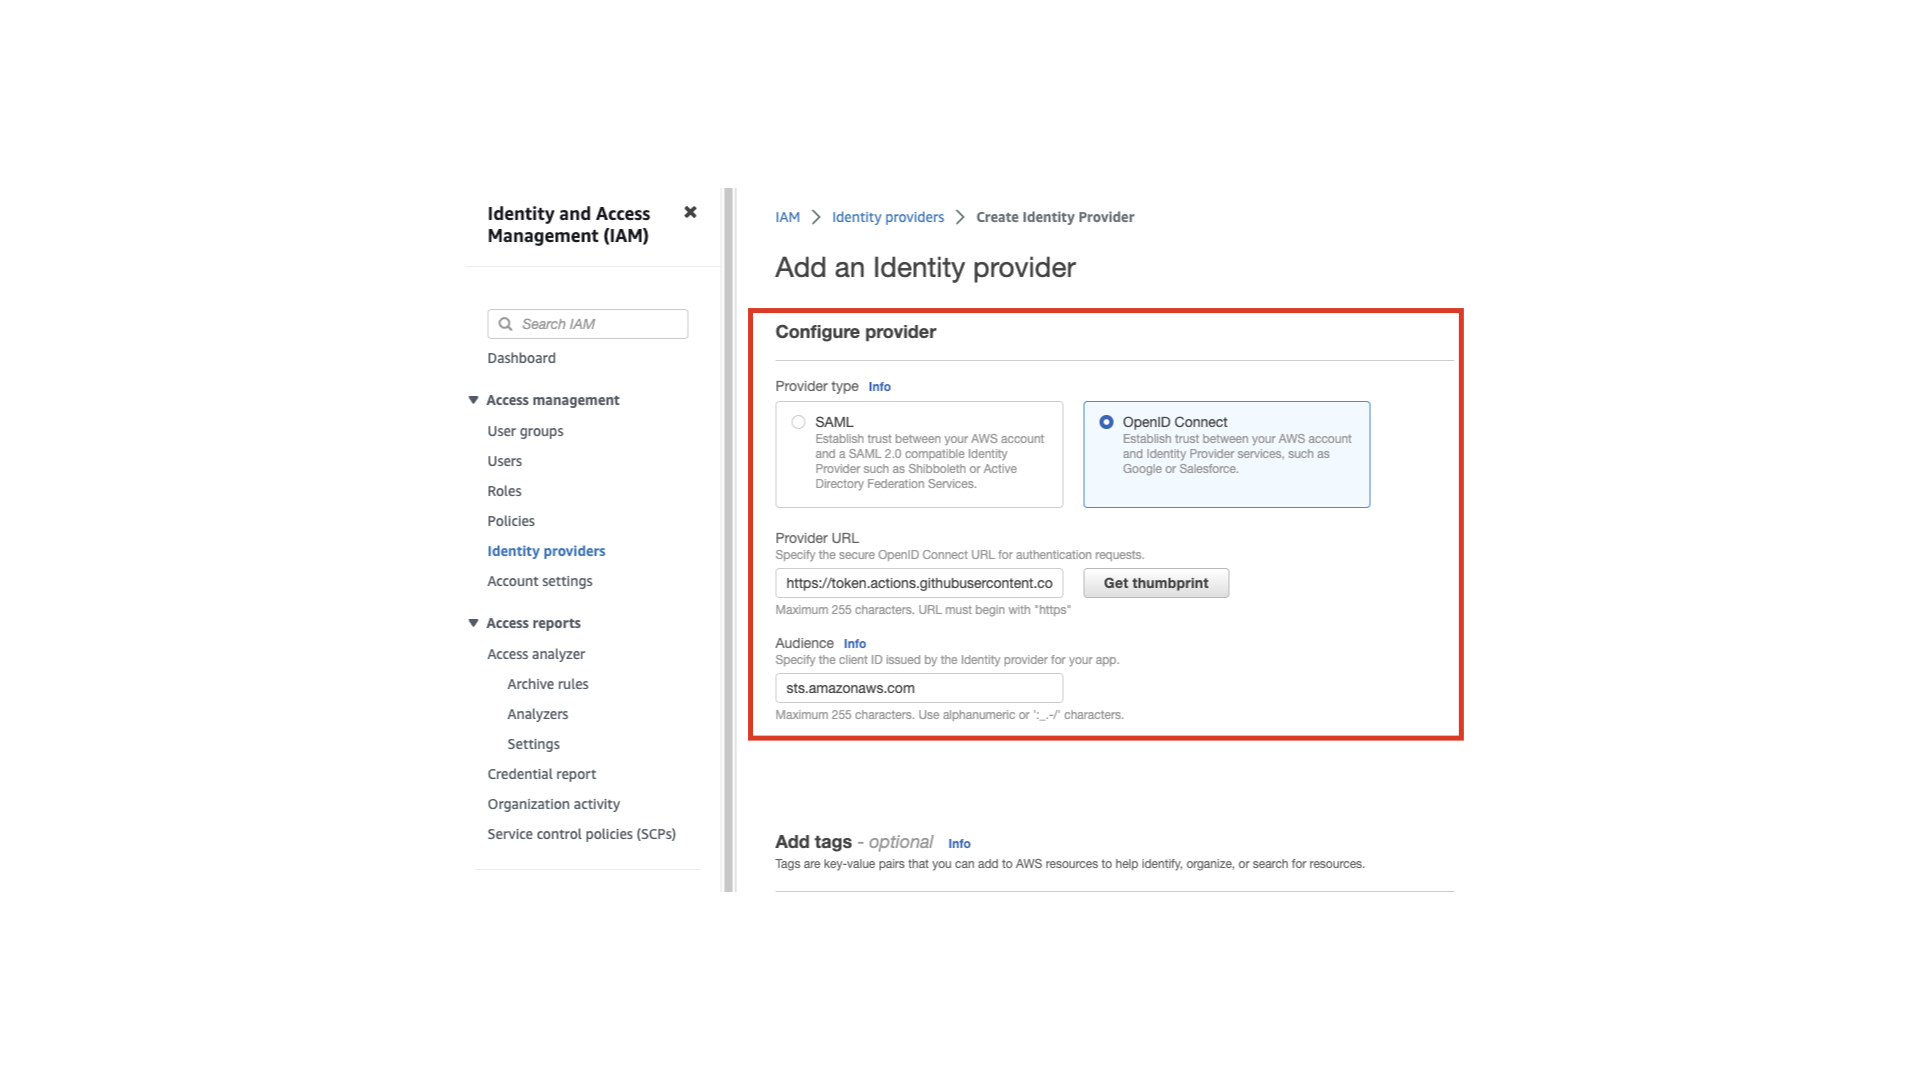 Identity and Access
Management (IAM)
Search IAM
Dashboard
Access management
User groups
Users
Roles
Policies
Identity providers
Account settings
Access reports
Access analyzer
Archive rules
Analyzers
Settings
Credential report
Organization activity
Service control policies (SCPs)
IAM > Identity providers > Create Identity Provider
Add an Identity provider
Configure provider
Provider type Info
SAML
Establish trust between your AWS account
and a SAML 2.0 compatible Identity
Provider such as Shibboleth or Active
Directory Federation Services.
OpenID Connect
Establish trust between your AWS account
and Identity Provider services, such as
Google or Salesforce.
Provider URL
Specify the secure OpenID Connect URL for authentication requests.
https://token.actions.githubusercontent.co
Get thumbprint
Maximum 255 characters. URL must begin with "https"
Audience Info
Specify the client ID issued by the Identity provider for your app.
sts.amazonaws.com
Maximum 255 characters. Use alphanumeric or ':_.-/' characters.
Add tags - optional Info
Tags are key-value pairs that you can add to AWS resources to help identify, organize, or search for resources.